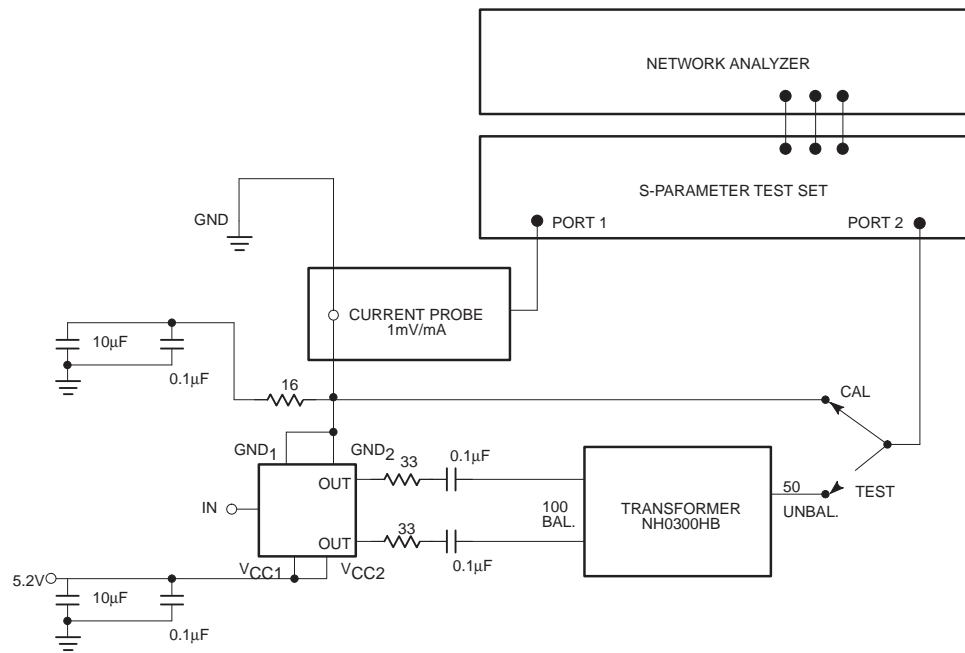 NETWORK ANALYZER
S-PARAMETER TEST SET
PORT 1
PORT 2
GND
CURRENT PROBE
1mV/mA
10μF
0.1μF
16
CAL
GND1
GND2
33
0.1μF
OUT
IN
OUT
33
0.1μF
100
BAL.
TRANSFORMER
NH0300HB
50
UNBAL.
TEST
5.2V
VCC1
VCC2
10μF
0.1μF